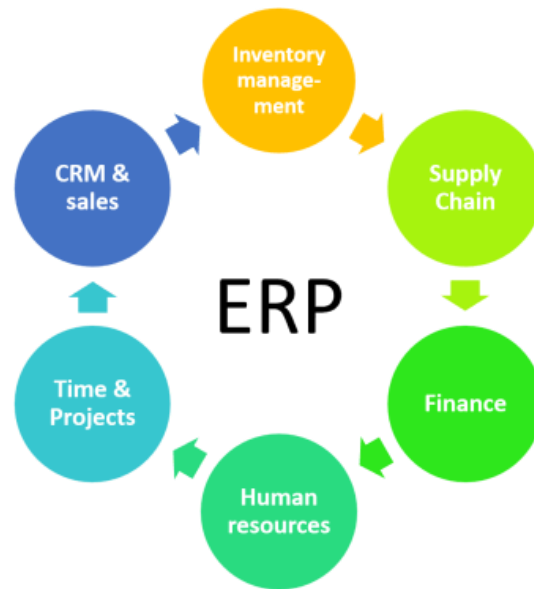 Inventory
manage-
ment
CRM &
sales
Supply
Chain
ERP
Time &
Projects
Finance
Human
resources